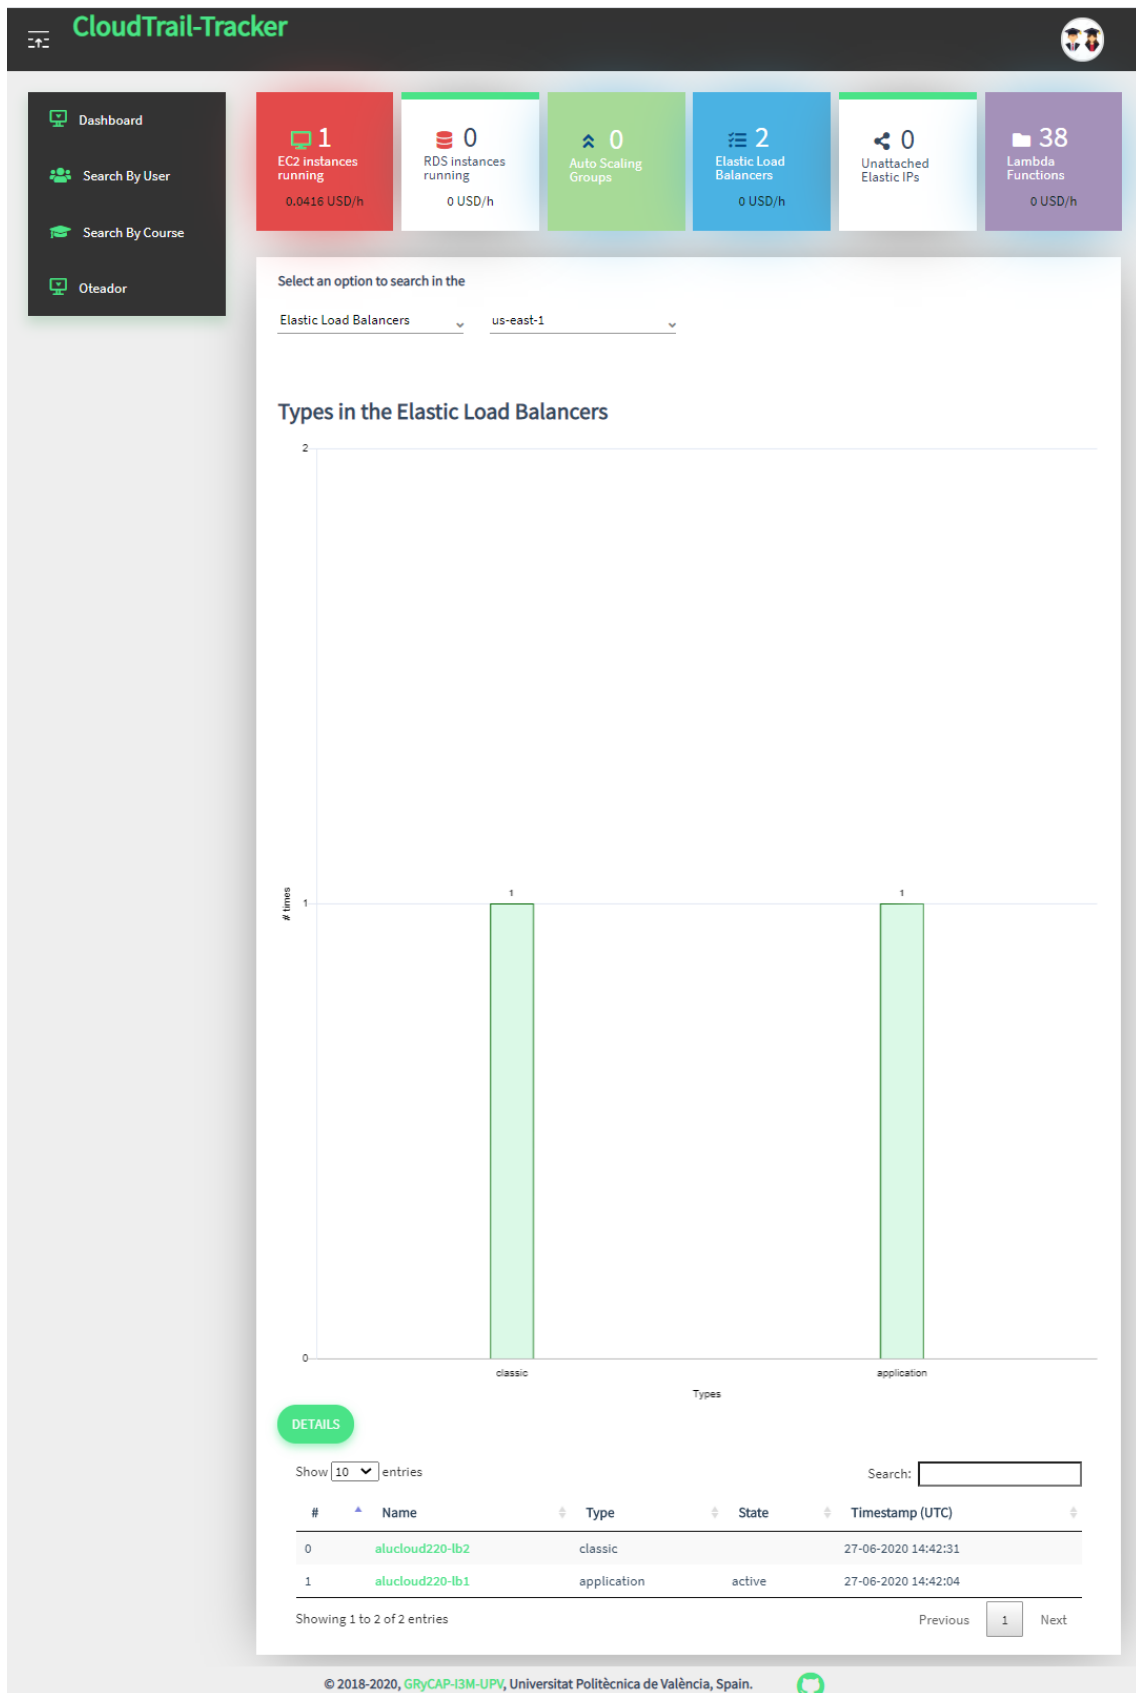 CloudTrail-Tracker
Dashboard
Search By User
Search By Course
Oteador
1
EC2 instances
running
0.0416 USD/h
0
RDS instances
running
0 USD/h
0
Auto Scaling
Groups
2
Elastic Load
Balancers
0 USD/h
0
Unattached
Elastic IPs
38
Lambda
Functions
0 USD/h
Select an option to search in the
Elastic Load Balancers us-east-1
Types in the Elastic Load Balancers
2
# times
1
1 1
0
classic application
Types
DETAILS
Show 10 entries Search:
# Name Type State Timestamp (UTC)
0 alucloud220-lb2 classic 27-06-2020 14:42:31
1 alucloud220-lb1 application active 27-06-2020 14:42:04
Showing 1 to 2 of 2 entries Previous 1 Next
© 2018-2020, GRyCAP-I3M-UPV, Universitat Politècnica de València, Spain.